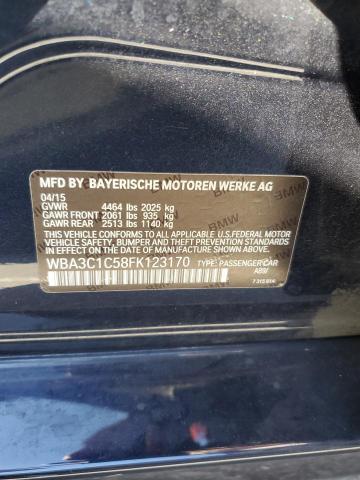 MFD BY BAYERISCHE MOTOREN WERKE AG
04/15
GVWR 4464 lbs 2025 kg
GAWR FRONT 2061 lbs 935 kg
GAWR REAR 2513 lbs 1140 kg
THIS VEHICLE CONFORMS TO ALL APPLICABLE
U.S. FEDERAL MOTOR VEHICLE SAFETY,
BUMPER, AND THEFT PREVENTION STANDARDS
IN EFFECT ON THE DATE OF MANUFACTURE
SHOWN ABOVE.
WBA3C1C58FK123170 TYPE: PASSENGER CAR
A89/